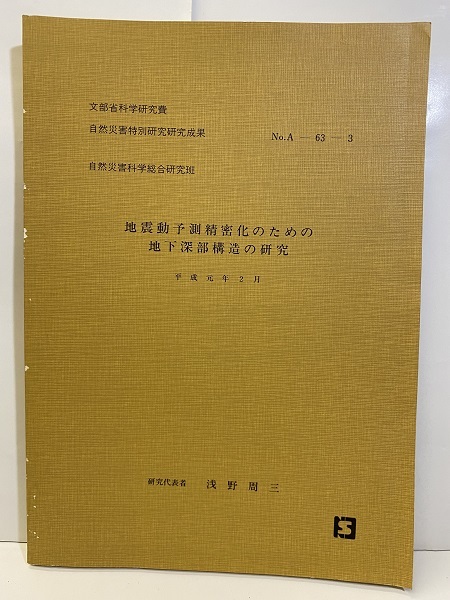 文部省科学研究費
自然災害特別研究研究成果 No.A — 63 — 3
自然災害科学総合研究班
地震動予測精密化のための
地下深部構造の研究
平成元年2月
研究代表者 浅野周三